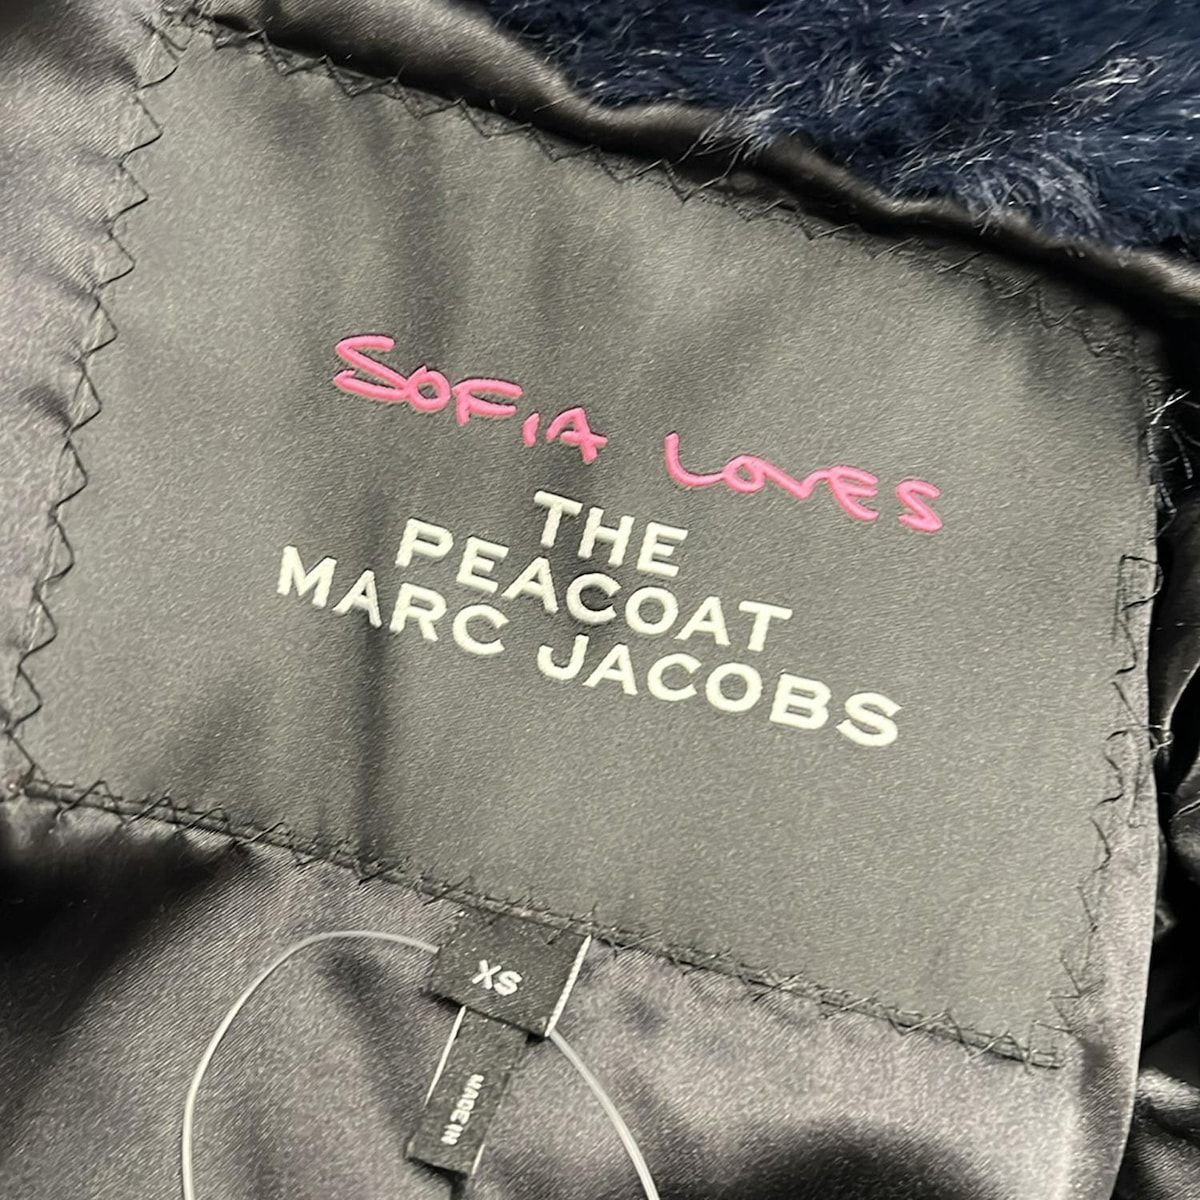 SOFIA LOVES
THE
PEACOAT
MARC JACOBS
XS
MADE IN